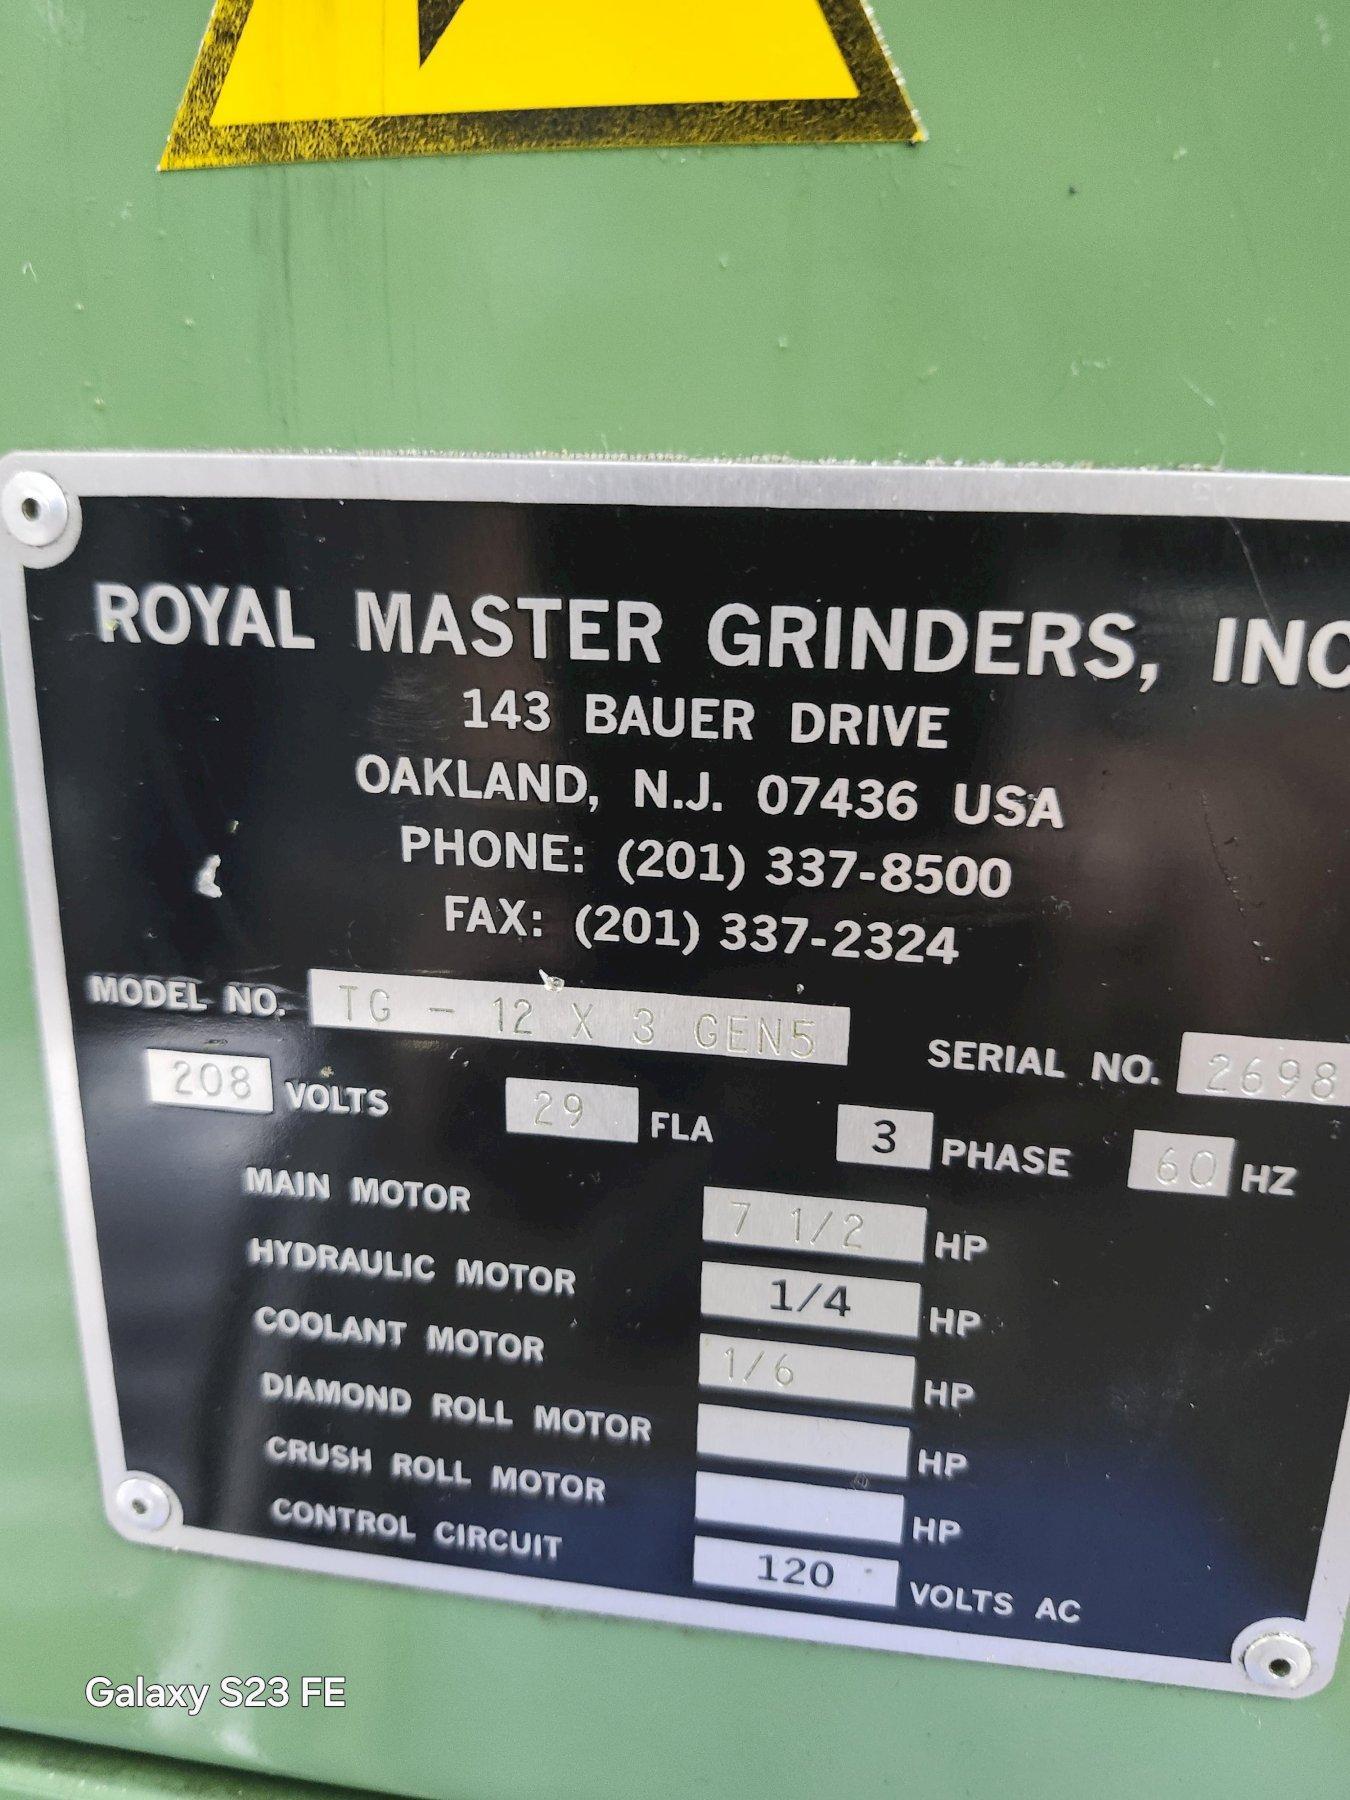 ROYAL MASTER GRINDERS, INC
143 BAUER DRIVE
OAKLAND, N.J. 07436 USA
PHONE: (201) 337-8500
FAX: (201) 337-2324
MODEL NO. TG - 12 X 3 GEN5 SERIAL NO. 2698
208 VOLTS 29 FLA 3 PHASE 60 HZ
MAIN MOTOR 7 1/2 HP
HYDRAULIC MOTOR 1/4 HP
COOLANT MOTOR 1/6 HP
DIAMOND ROLL MOTOR HP
CRUSH ROLL MOTOR HP
CONTROL CIRCUIT 120 VOLTS AC
Galaxy S23 FE